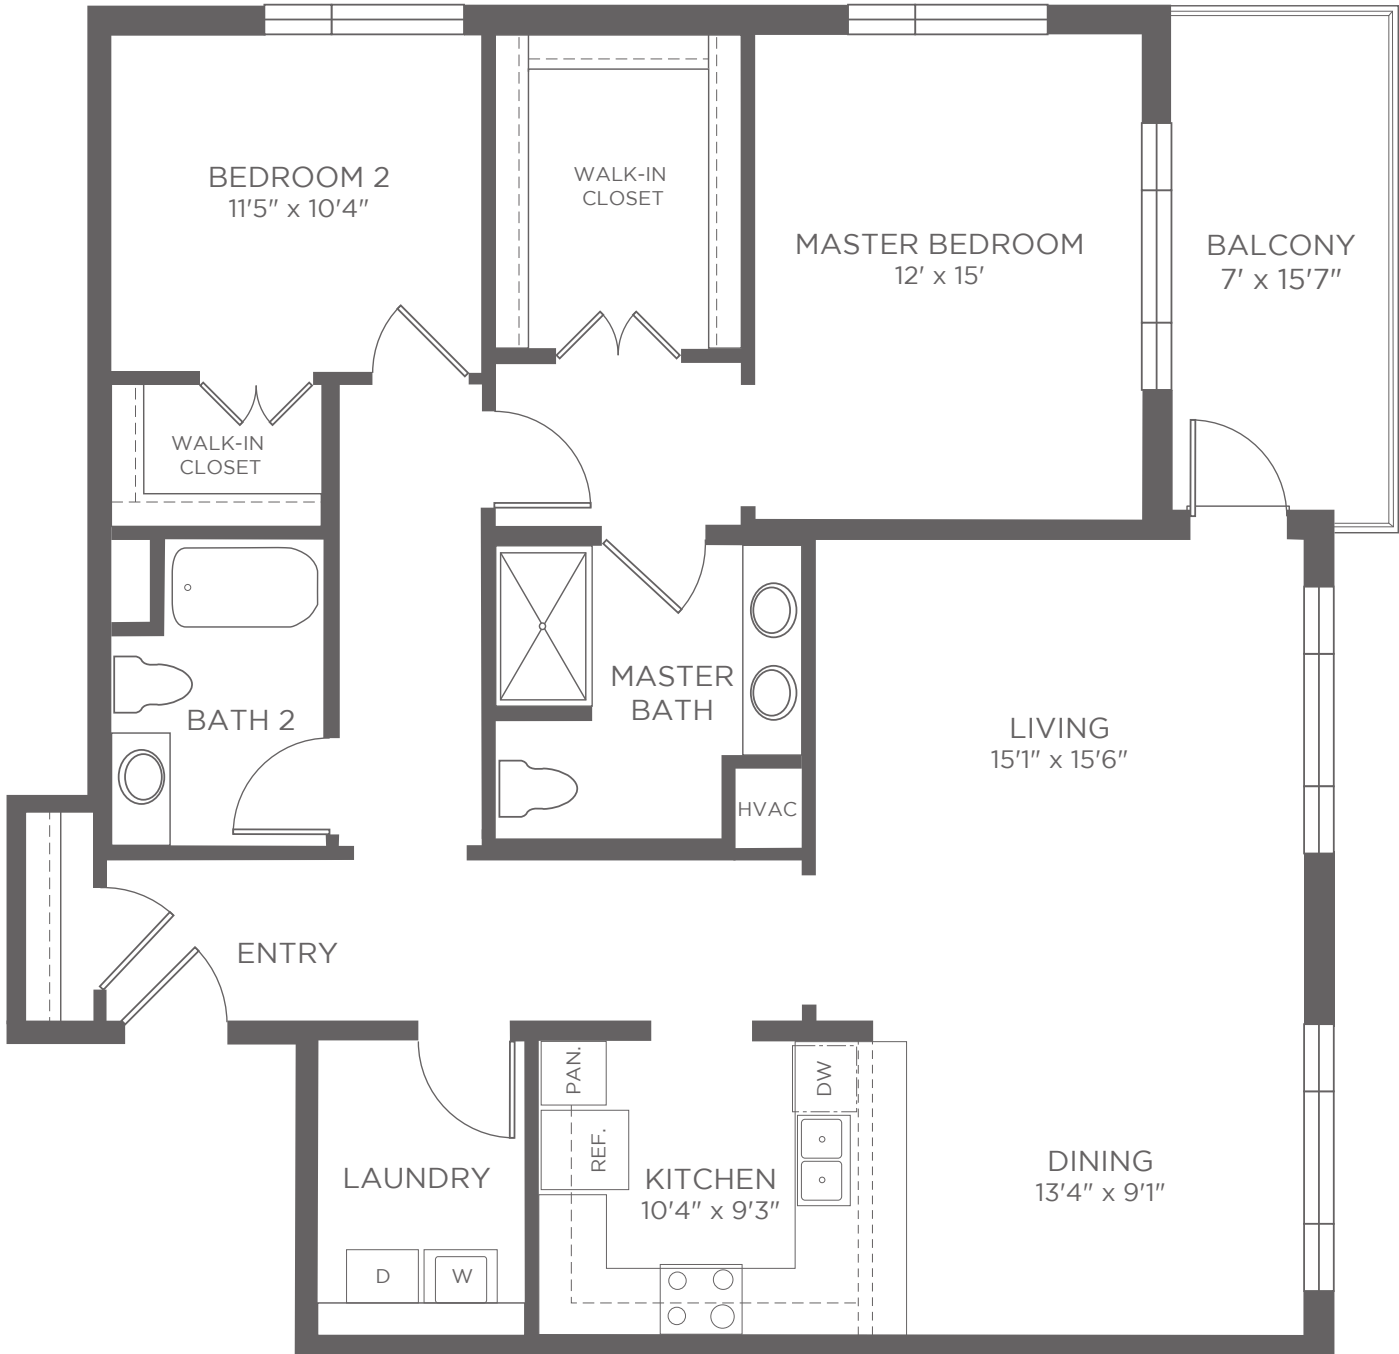 BEDROOM 2
11'5" x 10'4"
WALK-IN
CLOSET
MASTER BEDROOM
12' x 15'
BALCONY
7' x 15'7"
WALK-IN
CLOSET
MASTER
BATH
BATH 2
LIVING
15'1" x 15'6"
HVAC
ENTRY
PAN.
DW
REF.
LAUNDRY
KITCHEN
10'4" x 9'3"
DINING
13'4" x 9'1"
D
W